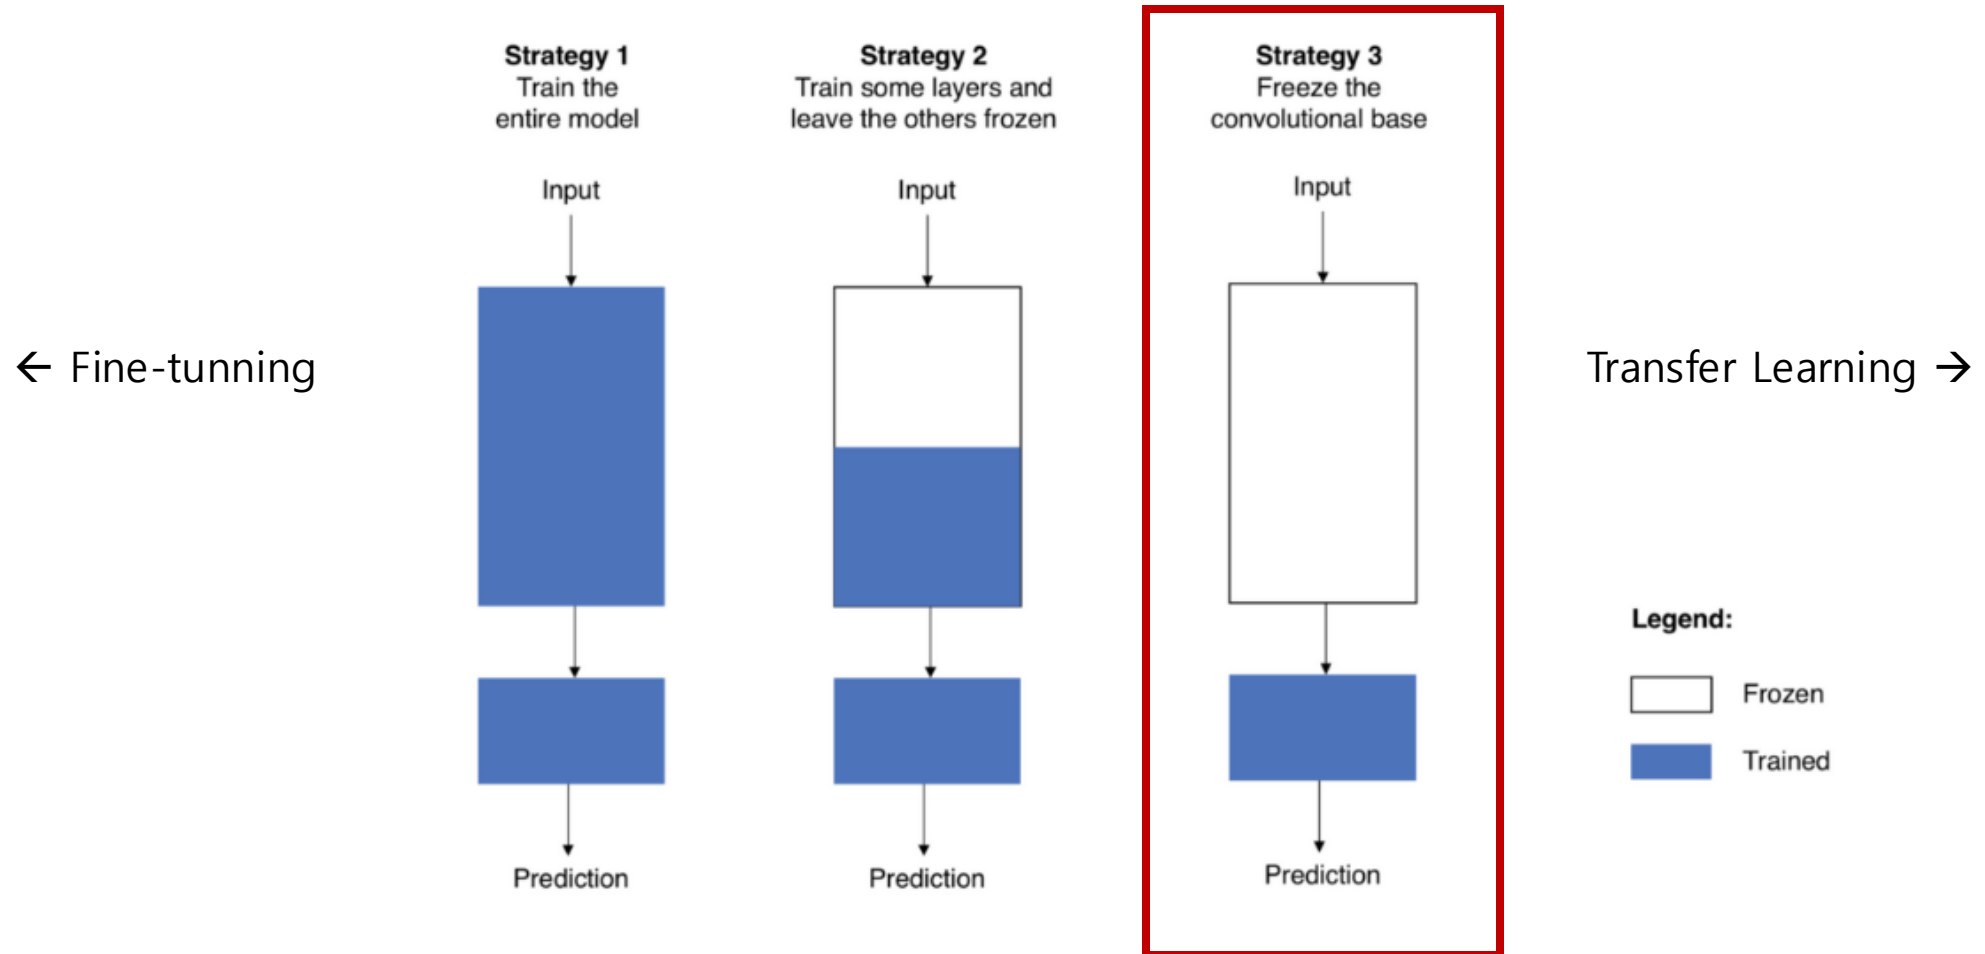 Strategy 1
Train the
entire model
Input
Prediction
Strategy 2
Train some layers and
leave the others frozen
Input
Prediction
Strategy 3
Freeze the
convolutional base
Input
Prediction
← Fine-tunning
Transfer Learning →
Legend:
Frozen
Trained